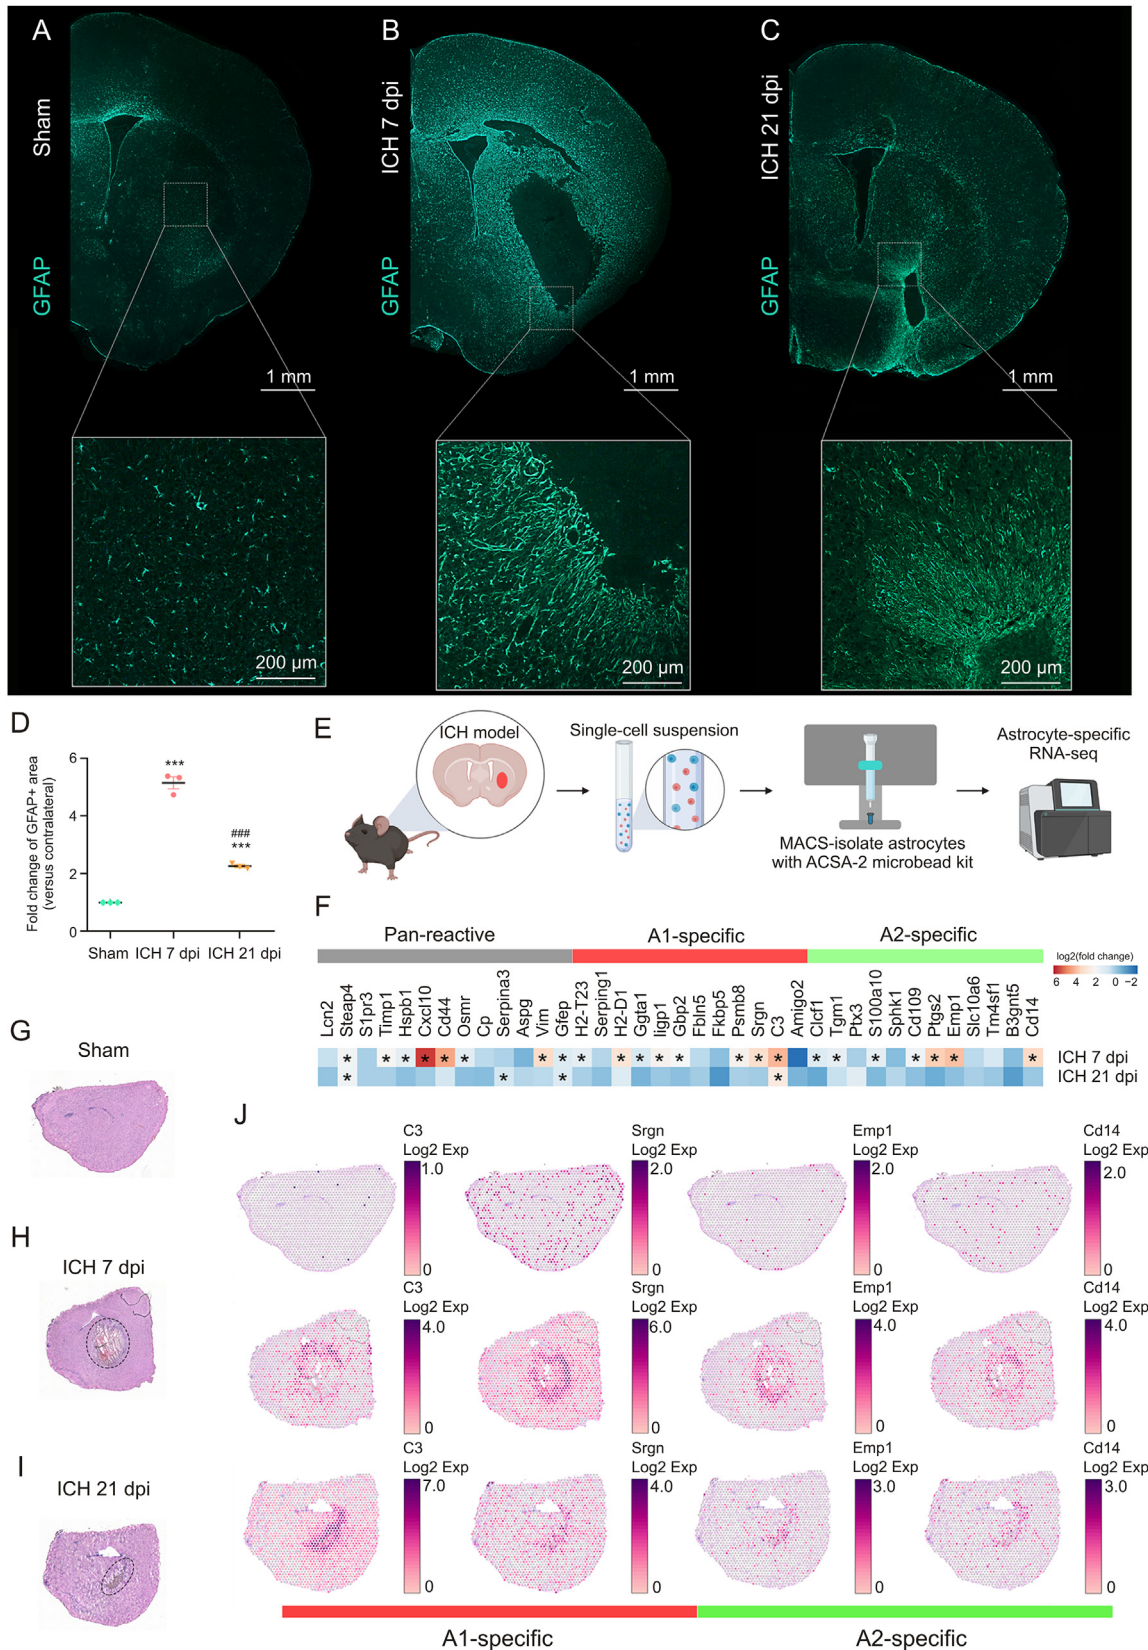 A
Sham
GFAP
1 mm
200 µm
B
ICH 7 dpi
GFAP
1 mm
200 µm
C
ICH 21 dpi
GFAP
1 mm
200 µm
D
Fold change of GFAP+ area
(versus contralateral)
6
4
2
0
***
###
***
Sham
ICH 7 dpi
ICH 21 dpi
E
ICH model
Single-cell suspension
MACS-isolate astrocytes
with ACSA-2 microbead kit
Astrocyte-specific
RNA-seq
F
Pan-reactive
A1-specific
A2-specific
log2(fold change)
6 4 2 0 −2
Lcn2
Steap4
S1pr3
Timp1
Hspb1
Cxcl10
Cd44
Osmr
Cp
Serpina3
Aspg
Vim
Gfep
H2-T23
Serping1
H2-D1
Ggta1
Iigp1
Gbp2
Fbln5
Fkbp5
Psmb8
Srgn
C3
Amigo2
Clcf1
Tgm1
Ptx3
S100a10
Sphk1
Cd109
Ptgs2
Emp1
Slc10a6
Tm4sf1
B3gnt5
Cd14
* * * * * * * * * * * * * * * * * * * * * * * *
ICH 7 dpi
* * * *
ICH 21 dpi
G
Sham
H
ICH 7 dpi
I
ICH 21 dpi
J
C3
Log2 Exp
1.0
0
Srgn
Log2 Exp
2.0
0
Emp1
Log2 Exp
2.0
0
Cd14
Log2 Exp
2.0
0
C3
Log2 Exp
4.0
0
Srgn
Log2 Exp
6.0
0
Emp1
Log2 Exp
4.0
0
Cd14
Log2 Exp
4.0
0
C3
Log2 Exp
7.0
0
Srgn
Log2 Exp
4.0
0
Emp1
Log2 Exp
3.0
0
Cd14
Log2 Exp
3.0
0
A1-specific
A2-specific